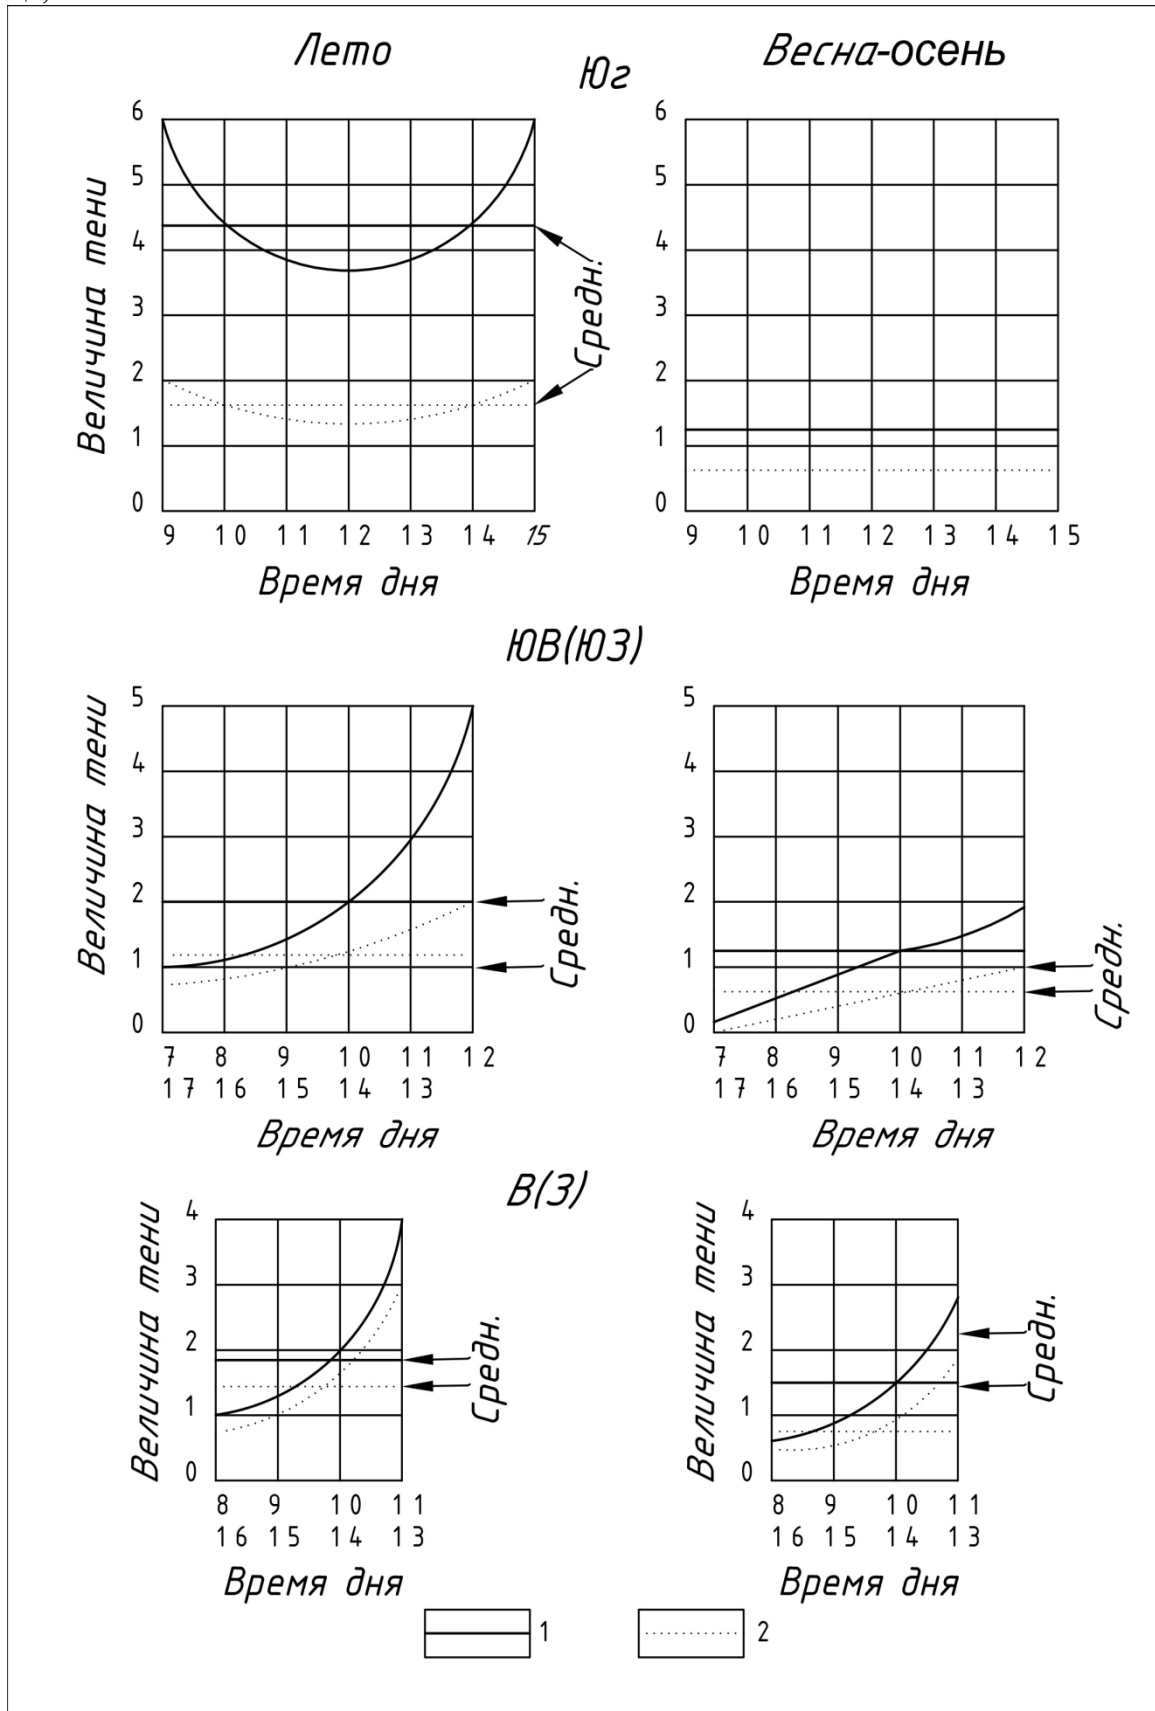 Лето Весна-осень
Юг
6 6
5 5
4 4
3 3
2 2
1 1
0 0
Величина тени
Средн.
9 10 11 12 13 14 15 9 10 11 12 13 14 15
Время дня Время дня
ЮВ(ЮЗ)
5 5
4 4
3 3
2 2
1 1
0 0
Величина тени
Средн.
Величина тени
Средн.
7 8 9 10 11 12 7 8 9 10 11 12
17 16 15 14 13 17 16 15 14 13
Время дня Время дня
В(З)
4 4
3 3
2 2
1 1
0 0
Величина тени
Средн.
Величина тени
Средн.
8 9 10 11 8 9 10 11
16 15 14 13 16 15 14 13
Время дня Время дня
1 2